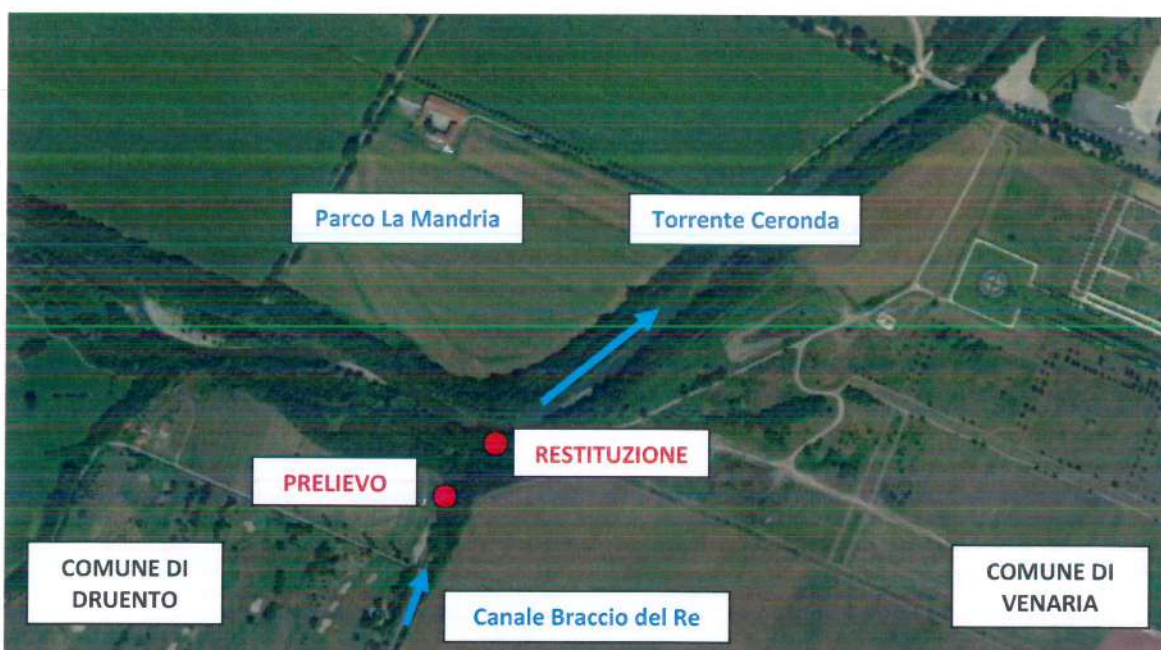 Parco La Mandria
Torrente Ceronda
RESTITUZIONE
PRELIEVO
COMUNE DI
DRUENTO
COMUNE DI
VENARIA
Canale Braccio del Re